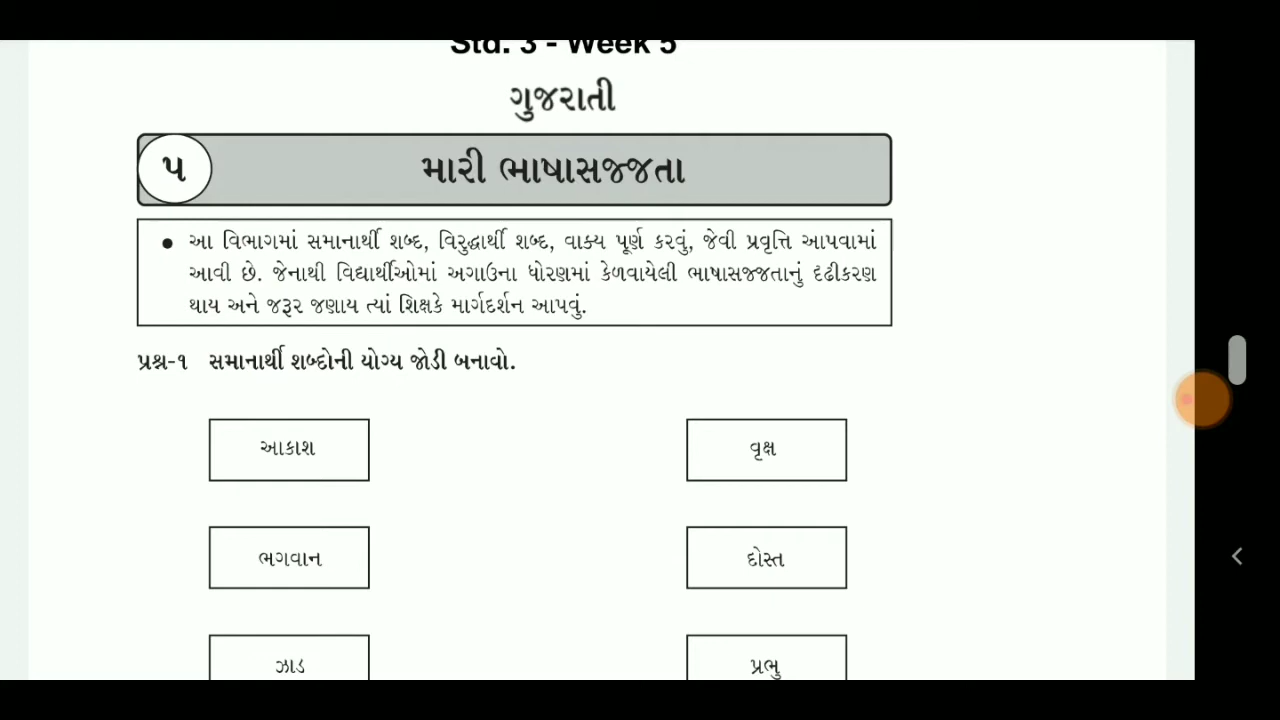 Std. 3 - Week 5
ગુજરાતી
૫ મારી ભાષાસજ્જતા
● આ વિભાગમાં સમાનાર્થી શબ્દ, વિરુદ્ધાર્થી શબ્દ, વાક્ય પૂર્ણ કરવું, જેવી પ્રવૃત્તિ આપવામાં
આવી છે. જેનાથી વિદ્યાર્થીઓમાં અગાઉના ધોરણમાં કેળવાયેલી ભાષાસજ્જતાનું દૃઢીકરણ
થાય અને જરૂર જણાય ત્યાં શિક્ષકે માર્ગદર્શન આપવું.
પ્રશ્ન-૧ સમાનાર્થી શબ્દોની યોગ્ય જોડી બનાવો.
આકાશ વૃક્ષ
ભગવાન દોસ્ત
ઝાડ પ્રભુ